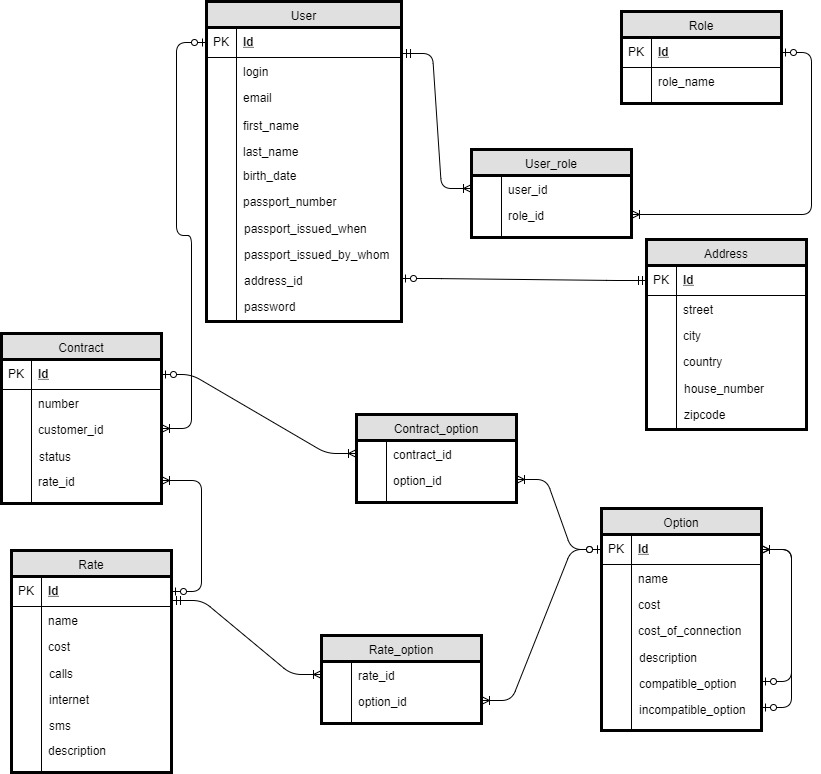 User
PK Id
login
email
first_name
last_name
birth_date
passport_number
passport_issued_when
passport_issued_by_whom
address_id
password
Role
PK Id
role_name
User_role
user_id
role_id
Address
PK Id
street
city
country
house_number
zipcode
Contract
PK Id
number
customer_id
status
rate_id
Contract_option
contract_id
option_id
Option
PK Id
name
cost
cost_of_connection
description
compatible_option
incompatible_option
Rate
PK Id
name
cost
calls
internet
sms
description
Rate_option
rate_id
option_id